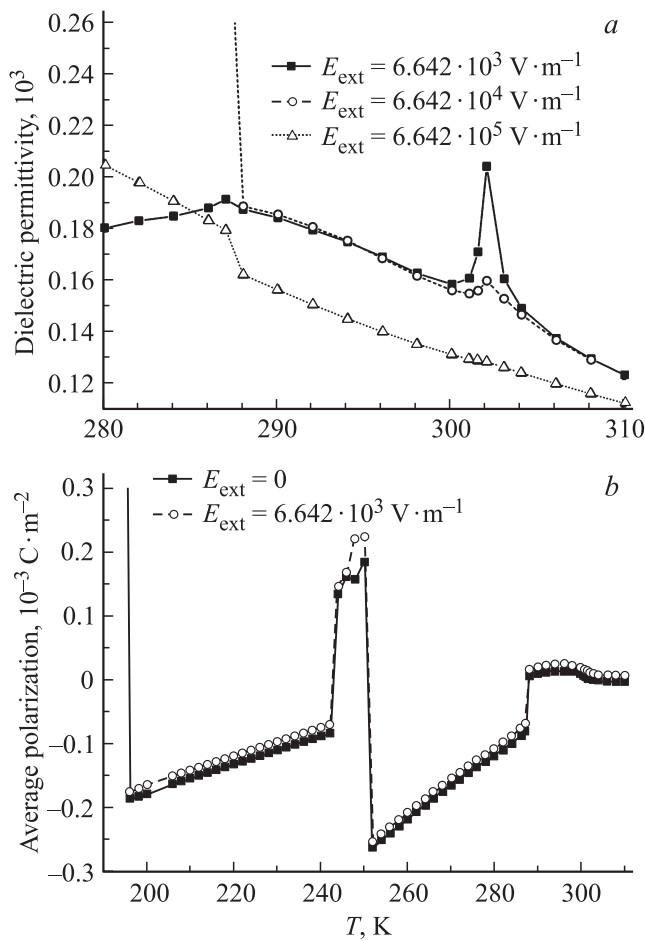 a
0.26
0.24
0.22
0.20
0.18
0.16
0.14
0.12
Dielectric permittivity, 10³
E_ext = 6.642·10³ V·m⁻¹
E_ext = 6.642·10⁴ V·m⁻¹
E_ext = 6.642·10⁵ V·m⁻¹
280 290 300 310
b
0.3
0.2
0.1
0
–0.1
–0.2
–0.3
Average polarization, 10⁻³ C·m⁻²
E_ext = 0
E_ext = 6.642·10³ V·m⁻¹
200 220 240 260 280 300
T, K